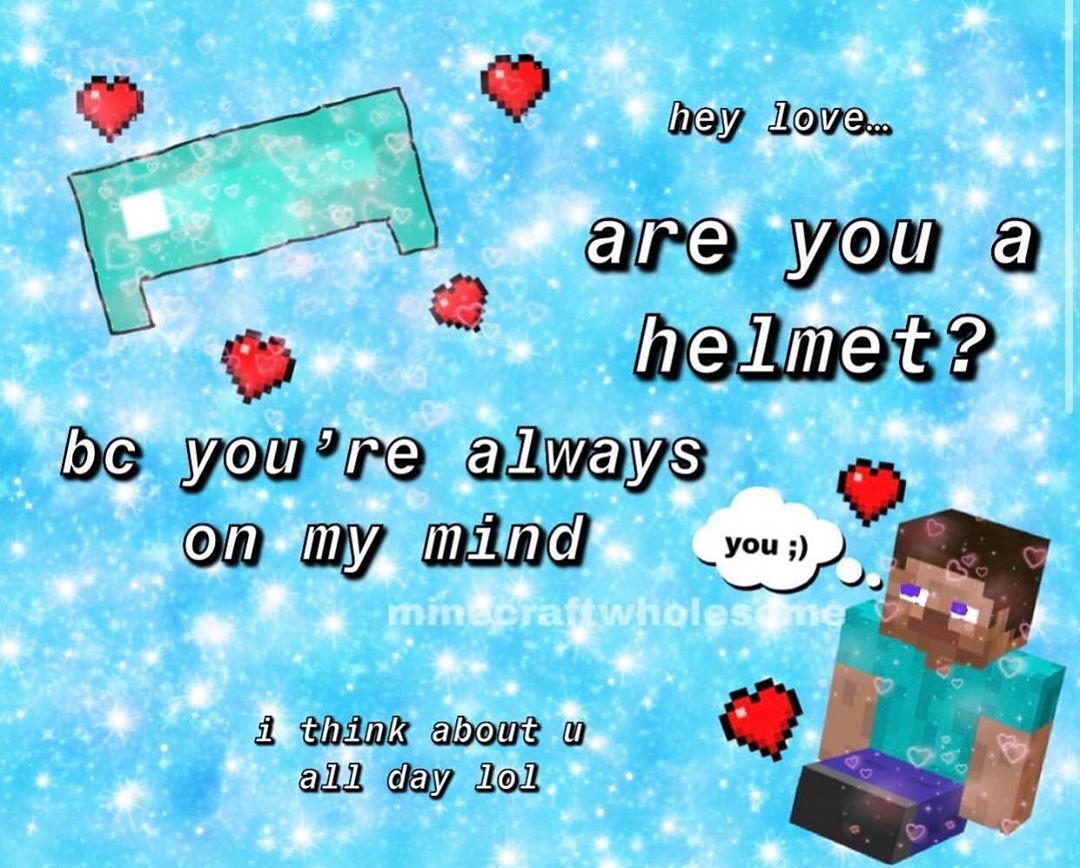 hey love…
are you a
helmet?
bc you’re always
on my mind
you ;)
minecraftwholesome
i think about u
all day lol